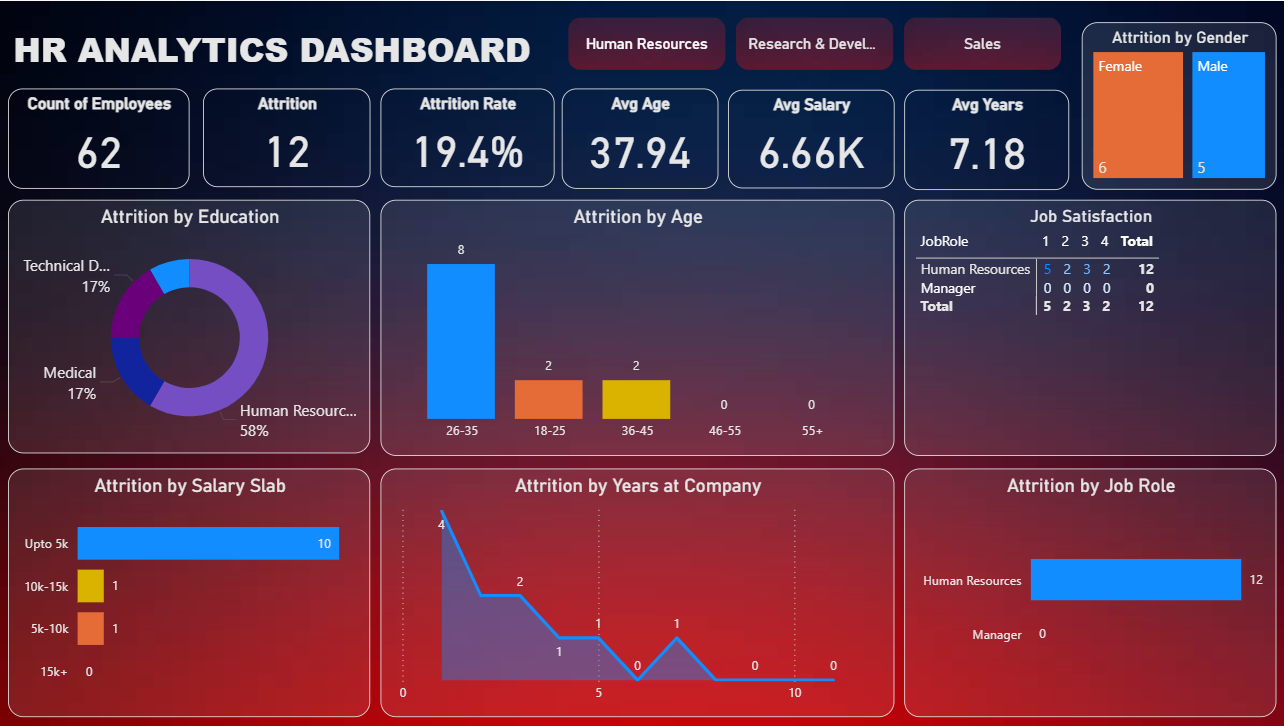 HR ANALYTICS DASHBOARD
Human Resources
Research & Devel...
Sales
Count of Employees
62
Attrition
12
Attrition Rate
19.4%
Avg Age
37.94
Avg Salary
6.66K
Avg Years
7.18
Attrition by Gender
Female
Male
6
5
Attrition by Education
Technical D...
17%
Medical
17%
Human Resourc...
58%
Attrition by Age
8
2
2
0
0
26-35
18-25
36-45
46-55
55+
Job Satisfaction
JobRole 1 2 3 4 Total
Human Resources 5 2 3 2 12
Manager 0 0 0 0 0
Total 5 2 3 2 12
Attrition by Salary Slab
Upto 5k 10
10k-15k 1
5k-10k 1
15k+ 0
Attrition by Years at Company
4
2
1
1
0
1
0
0
0
5
10
Attrition by Job Role
Human Resources 12
Manager 0